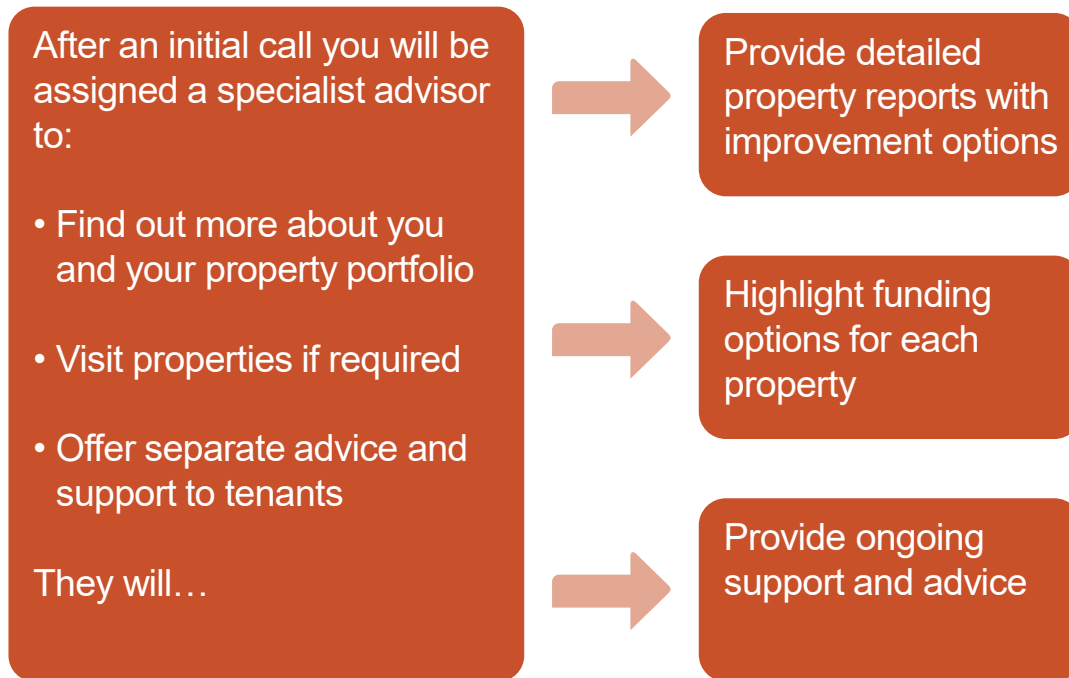 After an initial call you will be
assigned a specialist advisor
to:
• Find out more about you
and your property portfolio
• Visit properties if required
• Offer separate advice and
support to tenants
They will…
Provide detailed
property reports with
improvement options
Highlight funding
options for each
property
Provide ongoing
support and advice